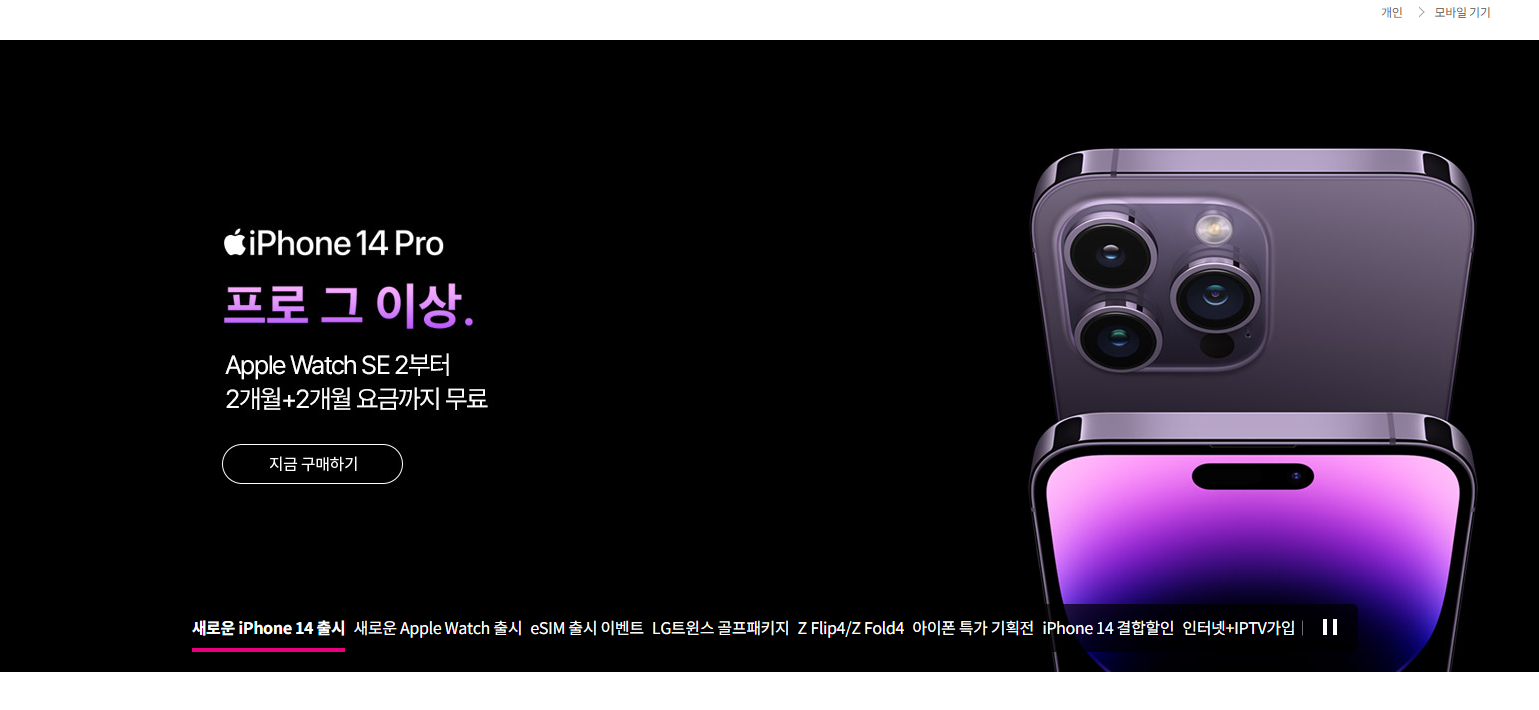 개인 > 모바일 기기
iPhone 14 Pro
프로 그 이상.
Apple Watch SE 2부터
2개월+2개월 요금까지 무료
지금 구매하기
새로운 iPhone 14 출시 새로운 Apple Watch 출시 eSIM 출시 이벤트 LG트윈스 골프패키지 Z Flip4/Z Fold4 아이폰 특가 기획전 iPhone 14 결합할인 인터넷+IPTV가입